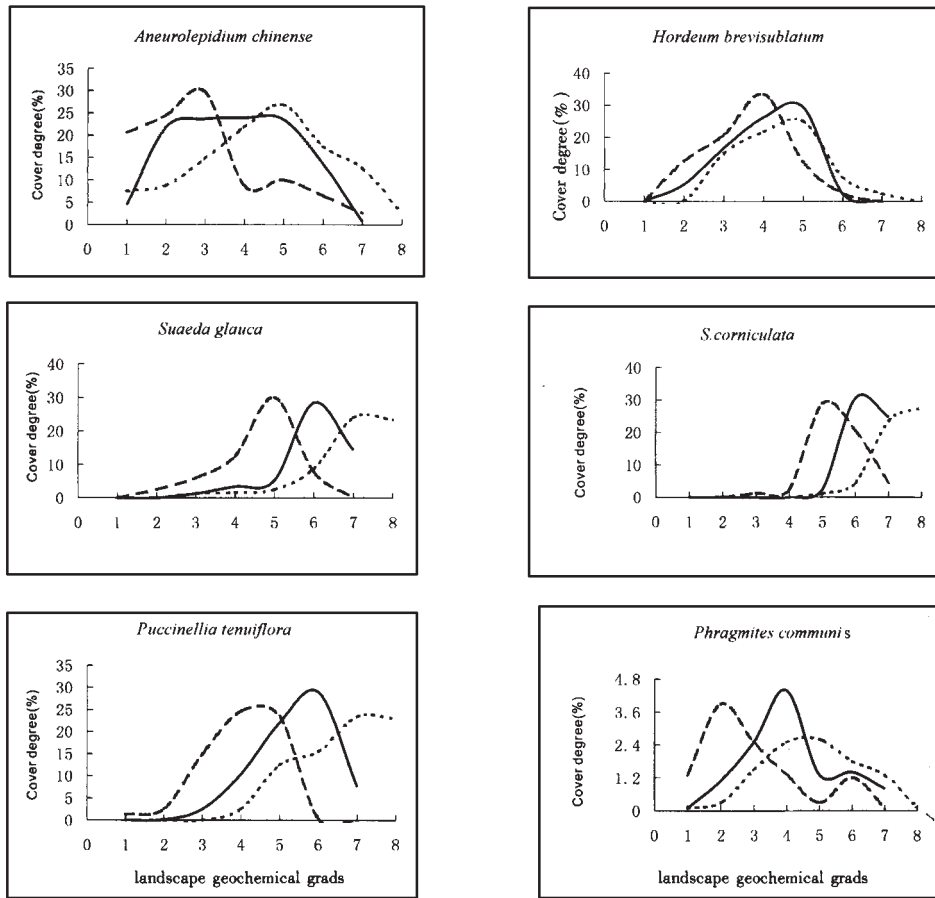 Aneurolepidium chinense
Cover degree(%)
35
30
25
20
15
10
5
0
0 1 2 3 4 5 6 7 8
Hordeum brevisublatum
Cover degree(%)
40
30
20
10
0
0 1 2 3 4 5 6 7 8
Suaeda glauca
Cover degree(%)
40
30
20
10
0
0 1 2 3 4 5 6 7 8
S.corniculata
Cover degree(%)
40
30
20
10
0
0 1 2 3 4 5 6 7 8
Puccinellia tenuiflora
Cover degree(%)
35
30
25
20
15
10
5
0
0 1 2 3 4 5 6 7 8
landscape geochemical grads
Phragmites communis
Cover degree(%)
4.8
3.6
2.4
1.2
0
0 1 2 3 4 5 6 7 8
landscape geochemical grads